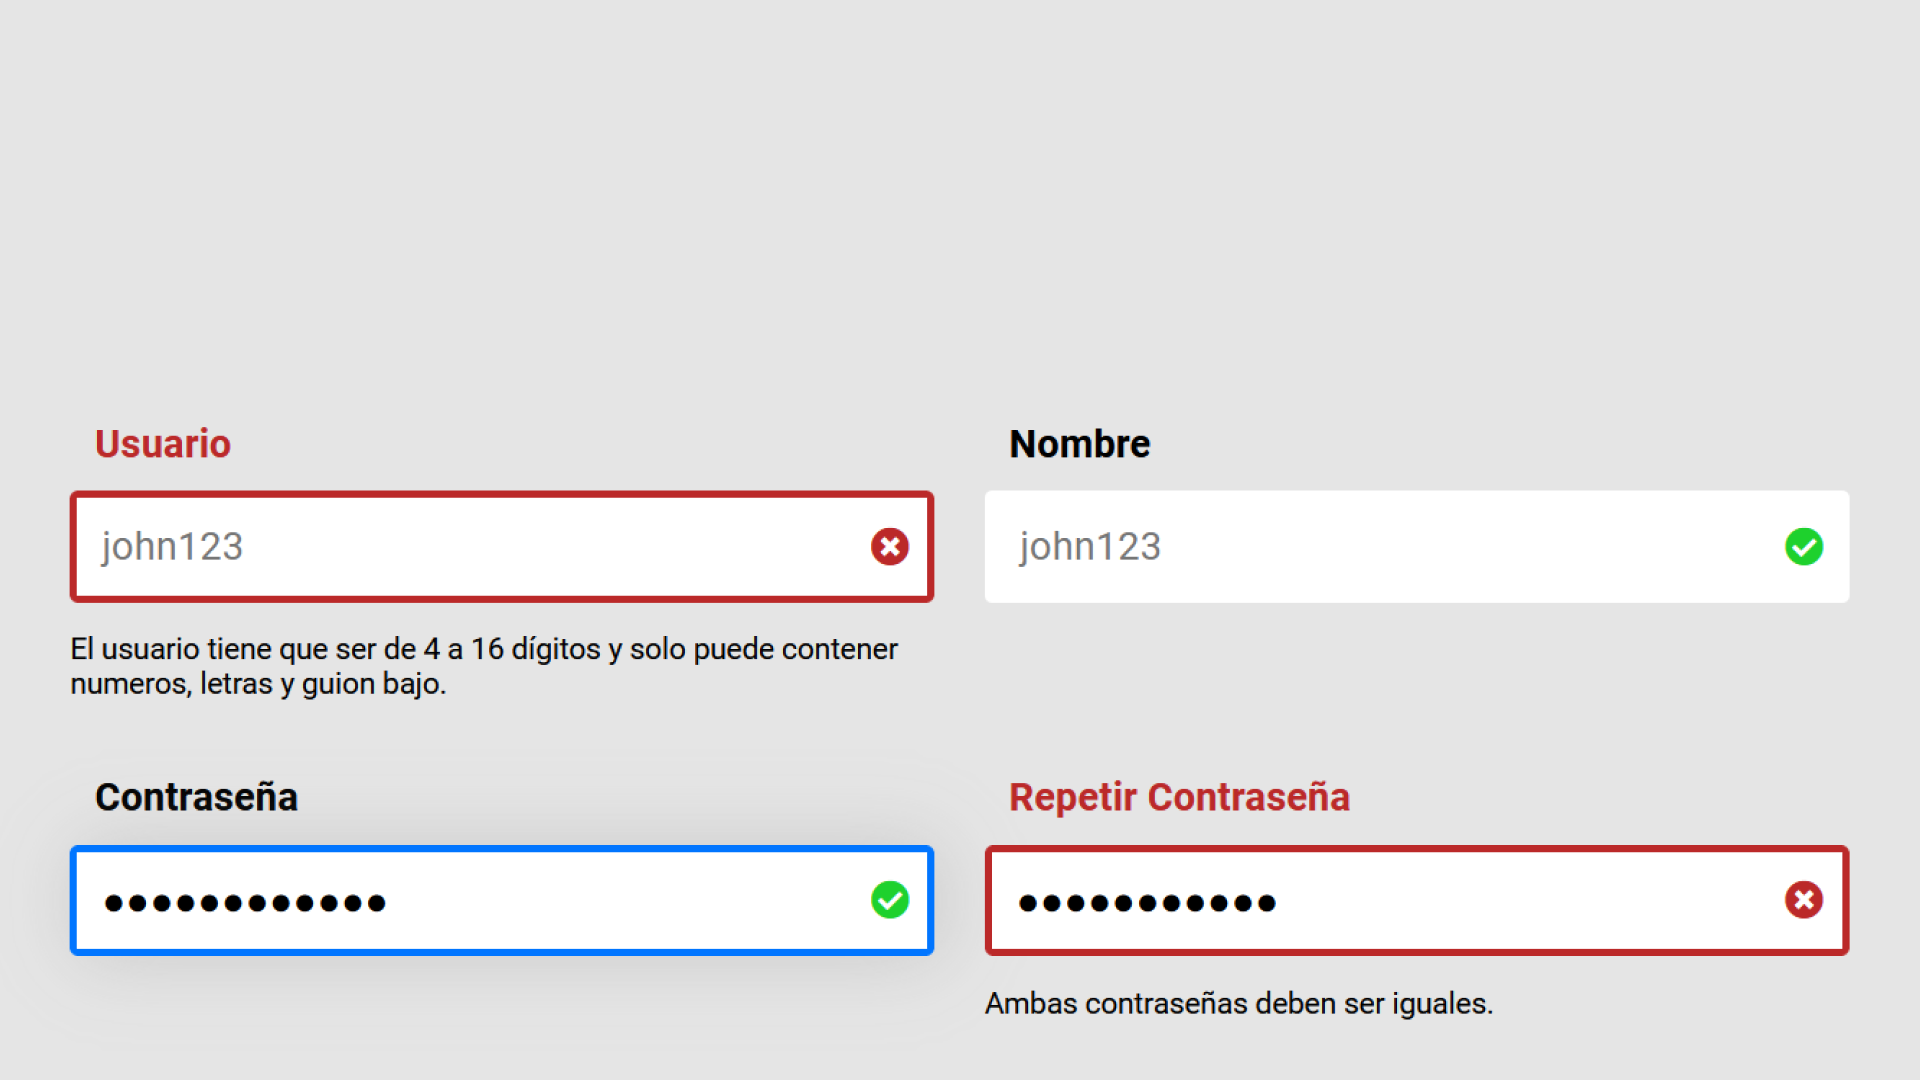 Usuario
Nombre
john123
john123
El usuario tiene que ser de 4 a 16 dígitos y solo puede contener
numeros, letras y guion bajo.
Contraseña
Repetir Contraseña
●●●●●●●●●●●●
●●●●●●●●●●●
Ambas contraseñas deben ser iguales.